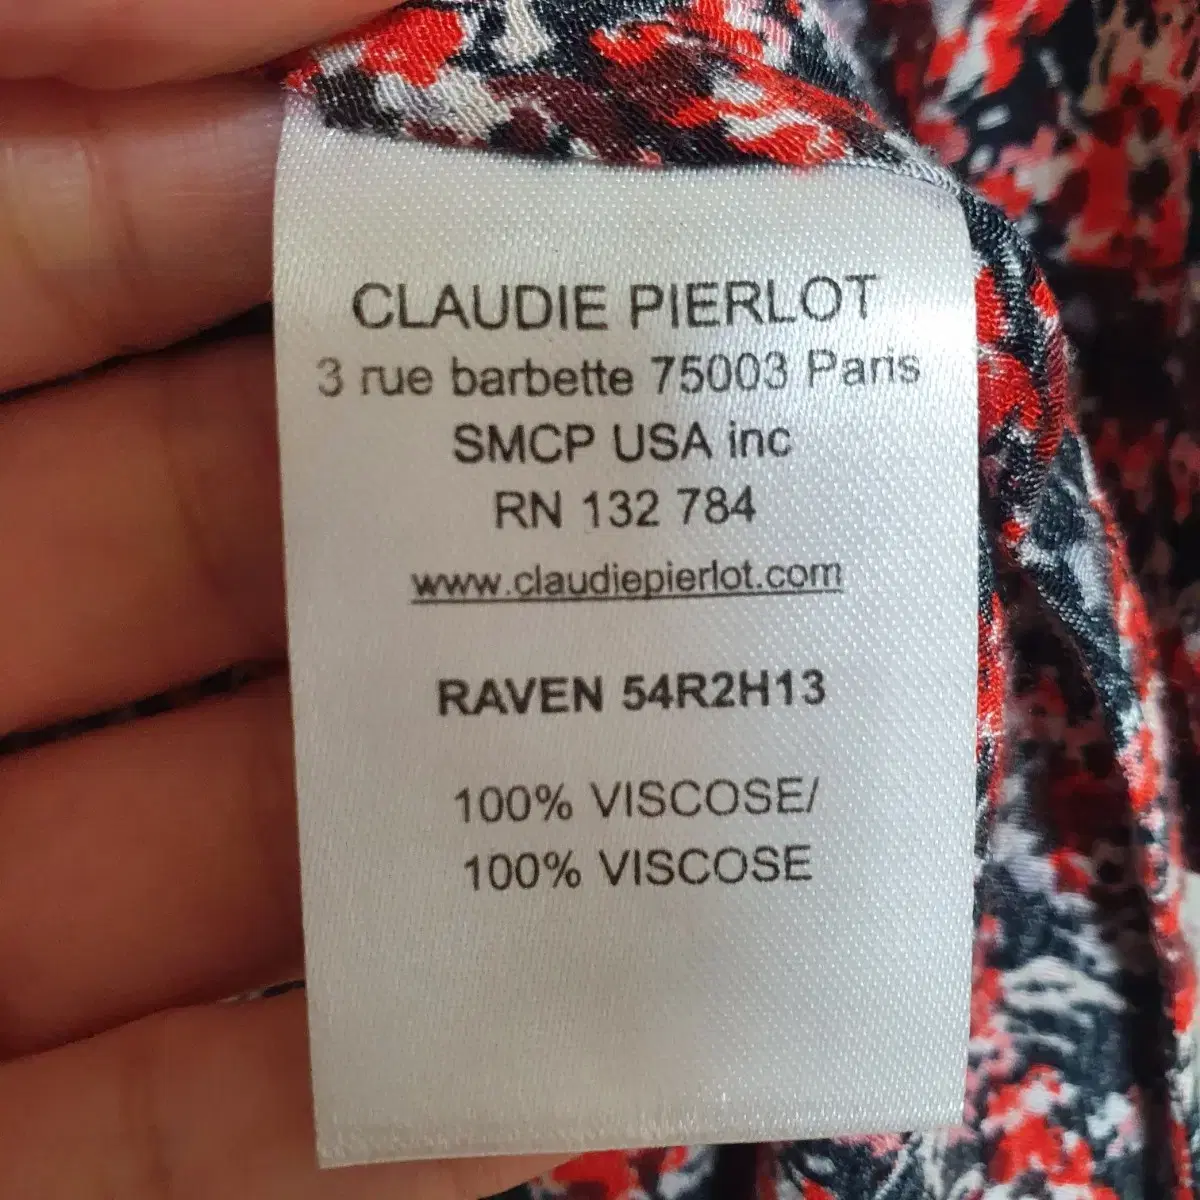 CLAUDIE PIERLOT
3 rue barbette 75003 Paris
SMCP USA inc
RN 132 784
www.claudiepierlot.com
RAVEN 54R2H13
100% VISCOSE/
100% VISCOSE